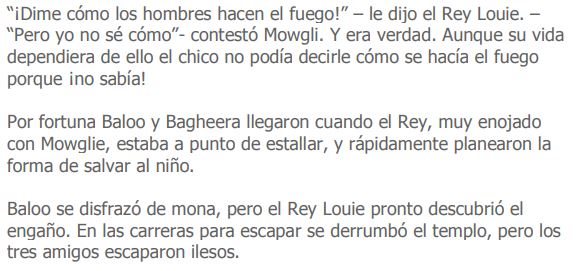 “¡Dime cómo los hombres hacen el fuego!” – le dijo el Rey Louie. –
“Pero yo no sé cómo”- contestó Mowgli. Y era verdad. Aunque su vida
dependiera de ello el chico no podía decirle cómo se hacía el fuego
porque ¡no sabía!
Por fortuna Baloo y Bagheera llegaron cuando el Rey, muy enojado
con Mowglie, estaba a punto de estallar, y rápidamente planearon la
forma de salvar al niño.
Baloo se disfrazó de mona, pero el Rey Louie pronto descubrió el
engaño. En las carreras para escapar se derrumbó el templo, pero los
tres amigos escaparon ilesos.